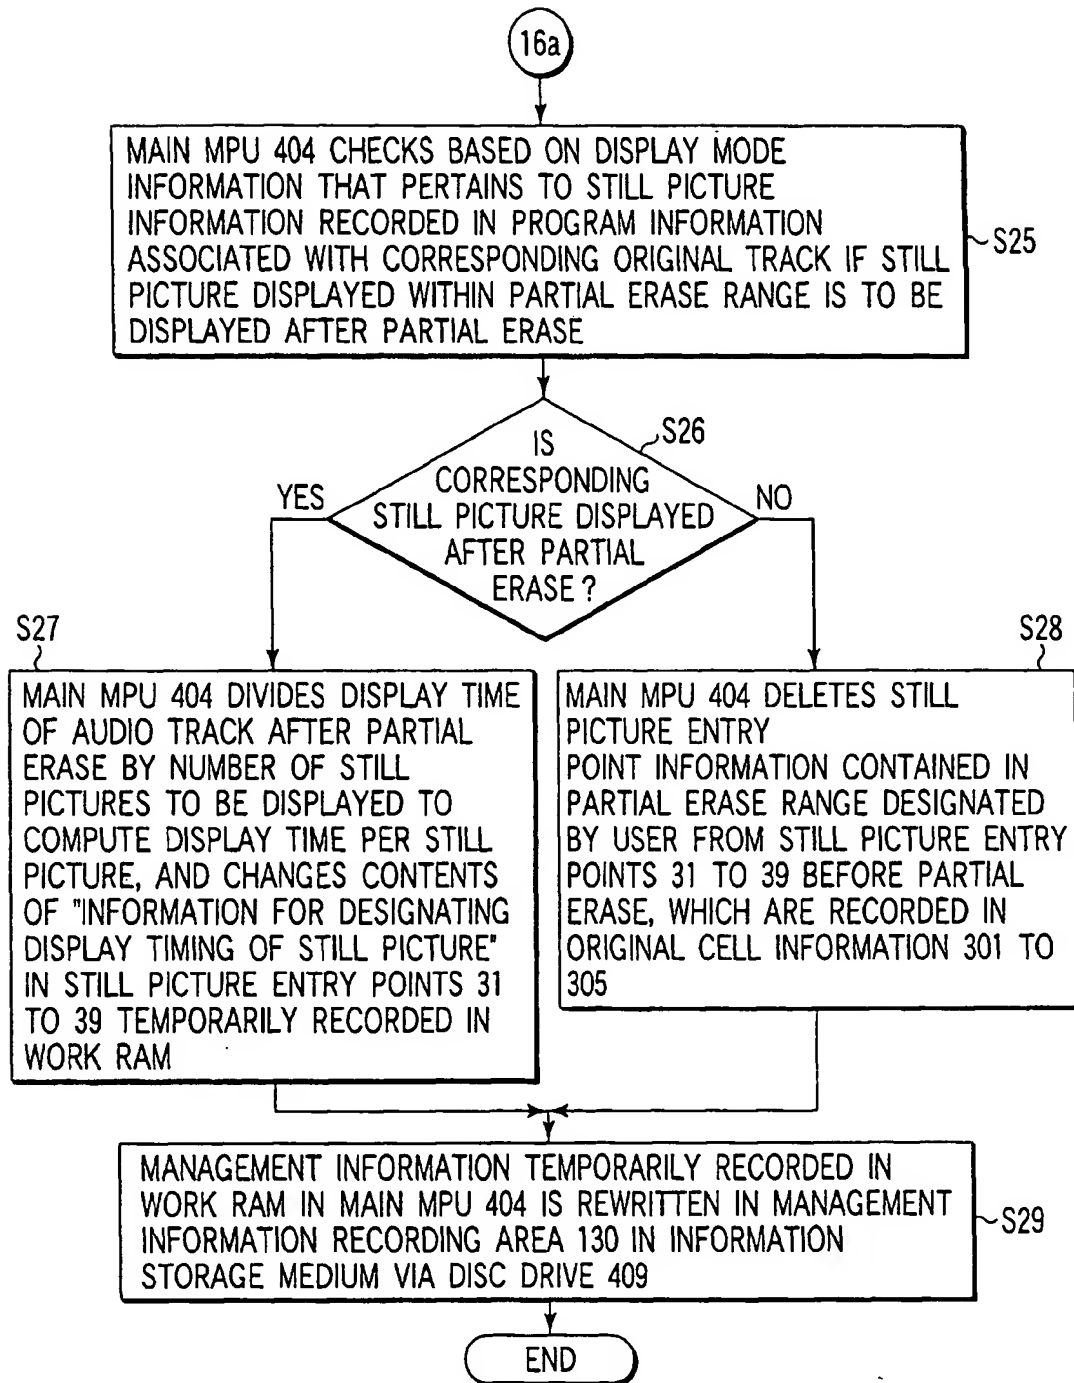 16a
MAIN MPU 404 CHECKS BASED ON DISPLAY MODE
INFORMATION THAT PERTAINS TO STILL PICTURE
INFORMATION RECORDED IN PROGRAM INFORMATION
ASSOCIATED WITH CORRESPONDING ORIGINAL TRACK IF STILL
PICTURE DISPLAYED WITHIN PARTIAL ERASE RANGE IS TO BE
DISPLAYED AFTER PARTIAL ERASE
S25
S26
IS
CORRESPONDING
STILL PICTURE DISPLAYED
AFTER PARTIAL
ERASE?
YES
NO
S27
MAIN MPU 404 DIVIDES DISPLAY TIME
OF AUDIO TRACK AFTER PARTIAL
ERASE BY NUMBER OF STILL
PICTURES TO BE DISPLAYED TO
COMPUTE DISPLAY TIME PER STILL
PICTURE, AND CHANGES CONTENTS
OF "INFORMATION FOR DESIGNATING
DISPLAY TIMING OF STILL PICTURE"
IN STILL PICTURE ENTRY POINTS 31
TO 39 TEMPORARILY RECORDED IN
WORK RAM
S28
MAIN MPU 404 DELETES STILL
PICTURE ENTRY
POINT INFORMATION CONTAINED IN
PARTIAL ERASE RANGE DESIGNATED
BY USER FROM STILL PICTURE ENTRY
POINTS 31 TO 39 BEFORE PARTIAL
ERASE, WHICH ARE RECORDED IN
ORIGINAL CELL INFORMATION 301 TO
305
MANAGEMENT INFORMATION TEMPORARILY RECORDED IN
WORK RAM IN MAIN MPU 404 IS REWRITTEN IN MANAGEMENT
INFORMATION RECORDING AREA 130 IN INFORMATION
STORAGE MEDIUM VIA DISC DRIVE 409
S29
END